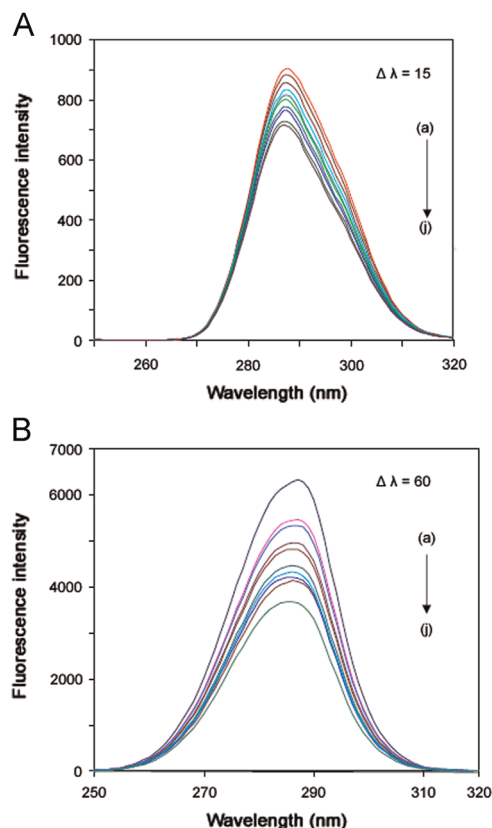 A
1000
800
600
400
200
0
Fluorescence intensity
Δ λ = 15
(a)
(j)
260
280
300
320
Wavelength (nm)
B
7000
6000
4000
2000
0
Fluorescence intensity
Δ λ = 60
(a)
(j)
250
270
290
310
320
Wavelength (nm)